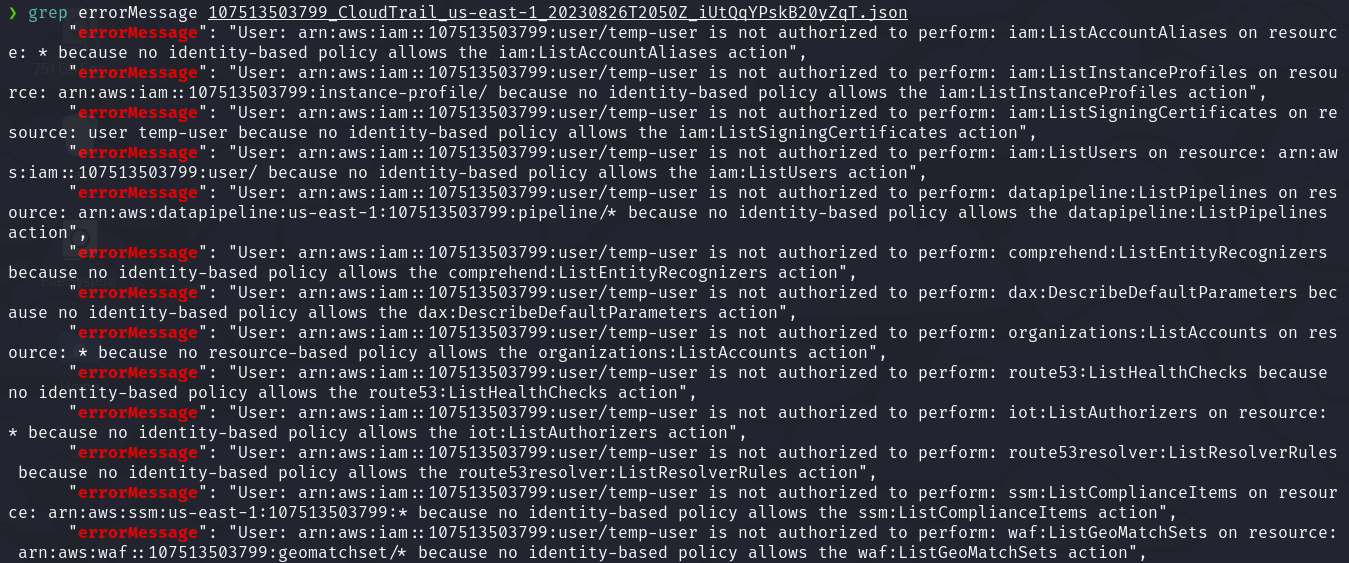 ❯ grep errorMessage 107513503799_CloudTrail_us-east-1_20230826T2050Z_iUtQqYPskB20yZqT.json
"errorMessage": "User: arn:aws:iam::107513503799:user/temp-user is not authorized to perform: iam:ListAccountAliases on resourc
e: * because no identity-based policy allows the iam:ListAccountAliases action",
"errorMessage": "User: arn:aws:iam::107513503799:user/temp-user is not authorized to perform: iam:ListInstanceProfiles on resou
rce: arn:aws:iam::107513503799:instance-profile/ because no identity-based policy allows the iam:ListInstanceProfiles action",
"errorMessage": "User: arn:aws:iam::107513503799:user/temp-user is not authorized to perform: iam:ListSigningCertificates on re
source: user temp-user because no identity-based policy allows the iam:ListSigningCertificates action",
"errorMessage": "User: arn:aws:iam::107513503799:user/temp-user is not authorized to perform: iam:ListUsers on resource: arn:aw
s:iam::107513503799:user/ because no identity-based policy allows the iam:ListUsers action",
"errorMessage": "User: arn:aws:iam::107513503799:user/temp-user is not authorized to perform: datapipeline:ListPipelines on res
ource: arn:aws:datapipeline:us-east-1:107513503799:pipeline/* because no identity-based policy allows the datapipeline:ListPipelines
action",
"errorMessage": "User: arn:aws:iam::107513503799:user/temp-user is not authorized to perform: comprehend:ListEntityRecognizers
because no identity-based policy allows the comprehend:ListEntityRecognizers action",
"errorMessage": "User: arn:aws:iam::107513503799:user/temp-user is not authorized to perform: dax:DescribeDefaultParameters bec
ause no identity-based policy allows the dax:DescribeDefaultParameters action",
"errorMessage": "User: arn:aws:iam::107513503799:user/temp-user is not authorized to perform: organizations:ListAccounts on res
ource: * because no resource-based policy allows the organizations:ListAccounts action",
"errorMessage": "User: arn:aws:iam::107513503799:user/temp-user is not authorized to perform: route53:ListHealthChecks because
no identity-based policy allows the route53:ListHealthChecks action",
"errorMessage": "User: arn:aws:iam::107513503799:user/temp-user is not authorized to perform: iot:ListAuthorizers on resource:
* because no identity-based policy allows the iot:ListAuthorizers action",
"errorMessage": "User: arn:aws:iam::107513503799:user/temp-user is not authorized to perform: route53resolver:ListResolverRules
because no identity-based policy allows the route53resolver:ListResolverRules action",
"errorMessage": "User: arn:aws:iam::107513503799:user/temp-user is not authorized to perform: ssm:ListComplianceItems on resour
ce: arn:aws:ssm:us-east-1:107513503799:* because no identity-based policy allows the ssm:ListComplianceItems action",
"errorMessage": "User: arn:aws:iam::107513503799:user/temp-user is not authorized to perform: waf:ListGeoMatchSets on resource:
arn:aws:waf::107513503799:geomatchset/* because no identity-based policy allows the waf:ListGeoMatchSets action",